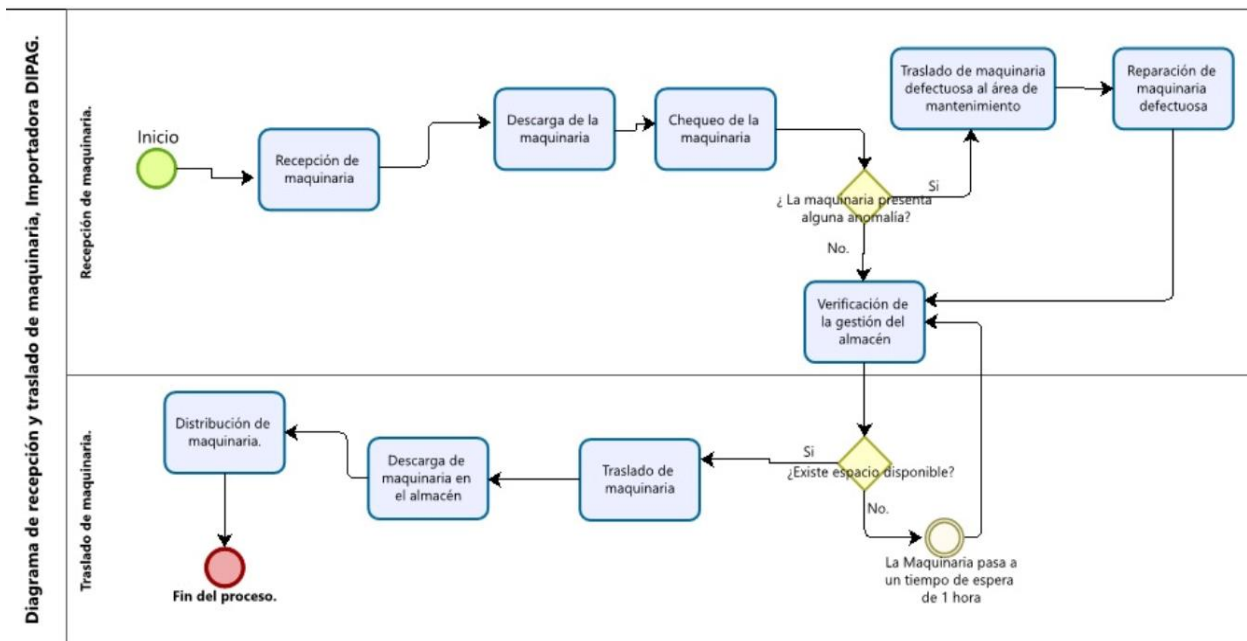 Diagrama de recepción y traslado de maquinaria, Importadora DIPAG.
Recepción de maquinaria.
Inicio
Recepción de
maquinaria
Descarga de la
maquinaria
Chequeo de la
maquinaria
¿ La maquinaria presenta
alguna anomalía?
Si
Traslado de maquinaria
defectuosa al área de
mantenimiento
Reparación de
maquinaria
defectuosa
No.
Verificación de
la gestión del
almacén
Traslado de maquinaria.
¿Existe espacio disponible?
Si
Traslado de
maquinaria
Descarga de
maquinaria en
el almacén
Distribución de
maquinaria.
Fin del proceso.
No.
La Maquinaria pasa a
un tiempo de espera
de 1 hora